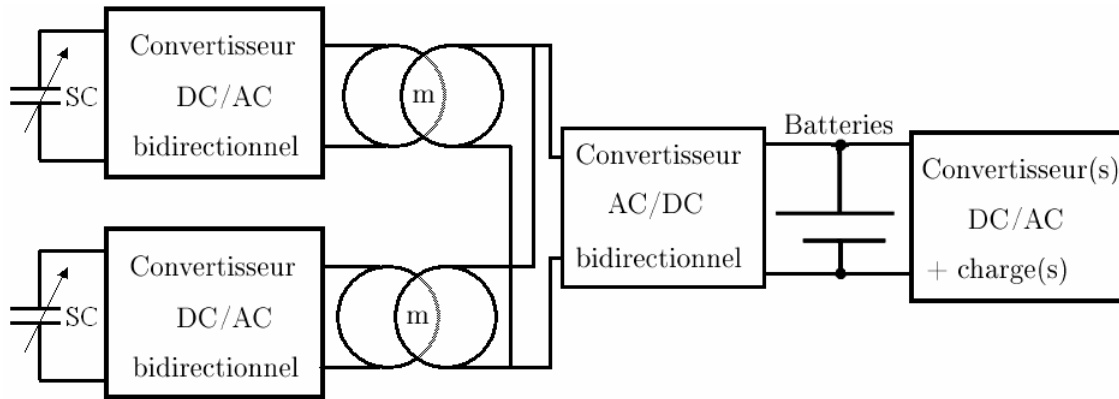 SC
Convertisseur
DC/AC
bidirectionnel
m
SC
Convertisseur
DC/AC
bidirectionnel
m
Convertisseur
AC/DC
bidirectionnel
Batteries
Convertisseur(s)
DC/AC
+ charge(s)